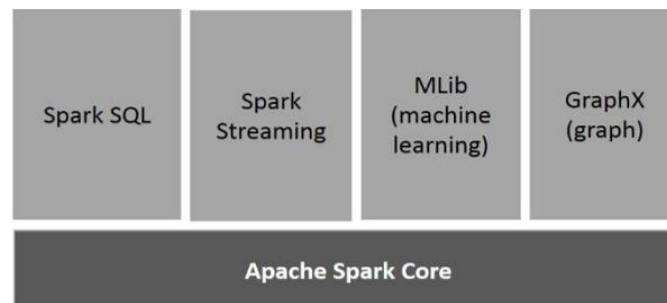 Spark SQL
Spark
Streaming
MLib
(machine
learning)
GraphX
(graph)
Apache Spark Core